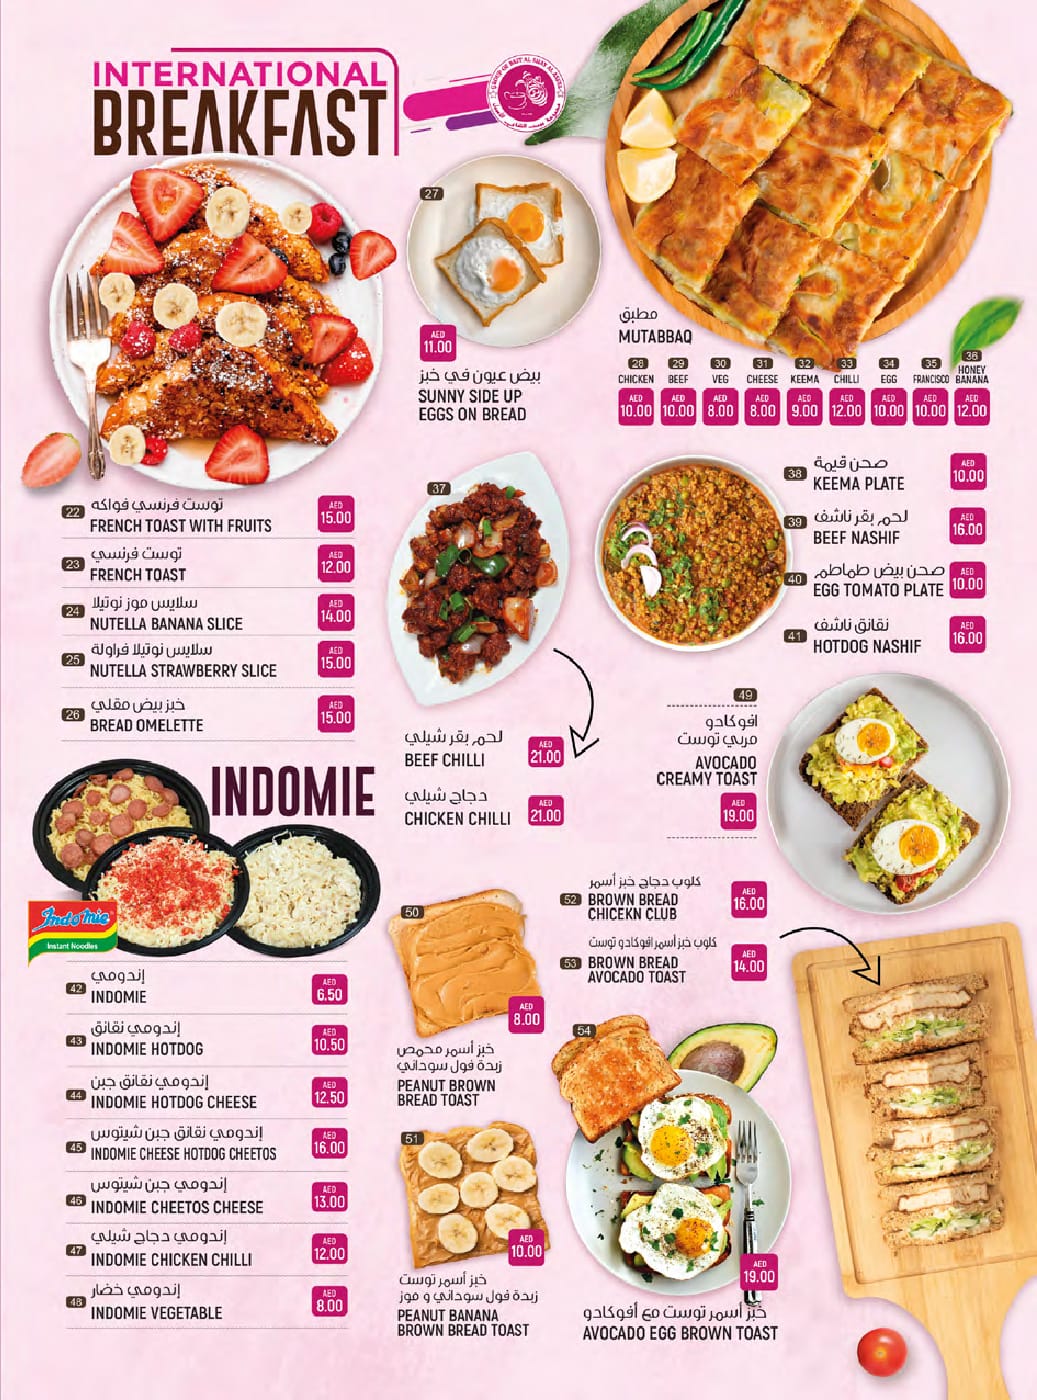 INTERNATIONAL
BREAKFAST
GROUP OF BAIT AL SHAY AL
27
AED
11.00
بيض عيون في خبز
SUNNY SIDE UP
EGGS ON BREAD
مطبق
MUTABBAQ
28 29 30 31 32 33 34 35 36
CHICKEN BEEF VEG CHEESE KEEMA CHILLI EGG FRANCISCO HONEY BANANA
AED AED AED AED AED AED AED AED AED
10.00 10.00 8.00 8.00 9.00 12.00 10.00 10.00 12.00
22 توست فرنسي فواكه
FRENCH TOAST WITH FRUITS
AED
15.00
23 توست فرنسي
FRENCH TOAST
AED
12.00
24 سلايس موز نوتيلا
NUTELLA BANANA SLICE
AED
14.00
25 سلايس نوتيلا فراولة
NUTELLA STRAWBERRY SLICE
AED
15.00
26 خبز بيض مقلي
BREAD OMELETTE
AED
15.00
37
لحم بقر شيلي
BEEF CHILLI
AED
21.00
دجاج شيلي
CHICKEN CHILLI
AED
21.00
38 صحن قيمة
KEEMA PLATE
AED
10.00
39 لحم بقر ناشف
BEEF NASHIF
AED
16.00
40 صحن بيض طماطم
EGG TOMATO PLATE
AED
10.00
41 نقانق ناشف
HOTDOG NASHIF
AED
16.00
49
افوكادو
مربي توست
AVOCADO
CREAMY TOAST
AED
19.00
INDOMIE
Indomie
Instant Noodles
42 إندومي
INDOMIE
AED
6.50
43 إندومي نقانق
INDOMIE HOTDOG
AED
10.50
44 إندومي نقانق جبن
INDOMIE HOTDOG CHEESE
AED
12.50
45 إندومي نقانق جبن شيتوس
INDOMIE CHEESE HOTDOG CHEETOS
AED
16.00
46 إندومي جبن شيتوس
INDOMIE CHEETOS CHEESE
AED
13.00
47 إندومي دجاج شيلي
INDOMIE CHICKEN CHILLI
AED
12.00
48 إندومي خضار
INDOMIE VEGETABLE
AED
8.00
50
AED
8.00
خبز أسمر محمص
زبدة فول سوداني
PEANUT BROWN
BREAD TOAST
51
AED
10.00
خبز أسمر توست
زبدة فول سوداني و موز
PEANUT BANANA
BROWN BREAD TOAST
52 كلوب دجاج خبز أسمر
BROWN BREAD
CHICEKN CLUB
AED
16.00
53 كلوب خبز أسمر افوكادو توست
BROWN BREAD
AVOCADO TOAST
AED
14.00
54
AED
19.00
خبز أسمر توست مع أفوكادو
AVOCADO EGG BROWN TOAST